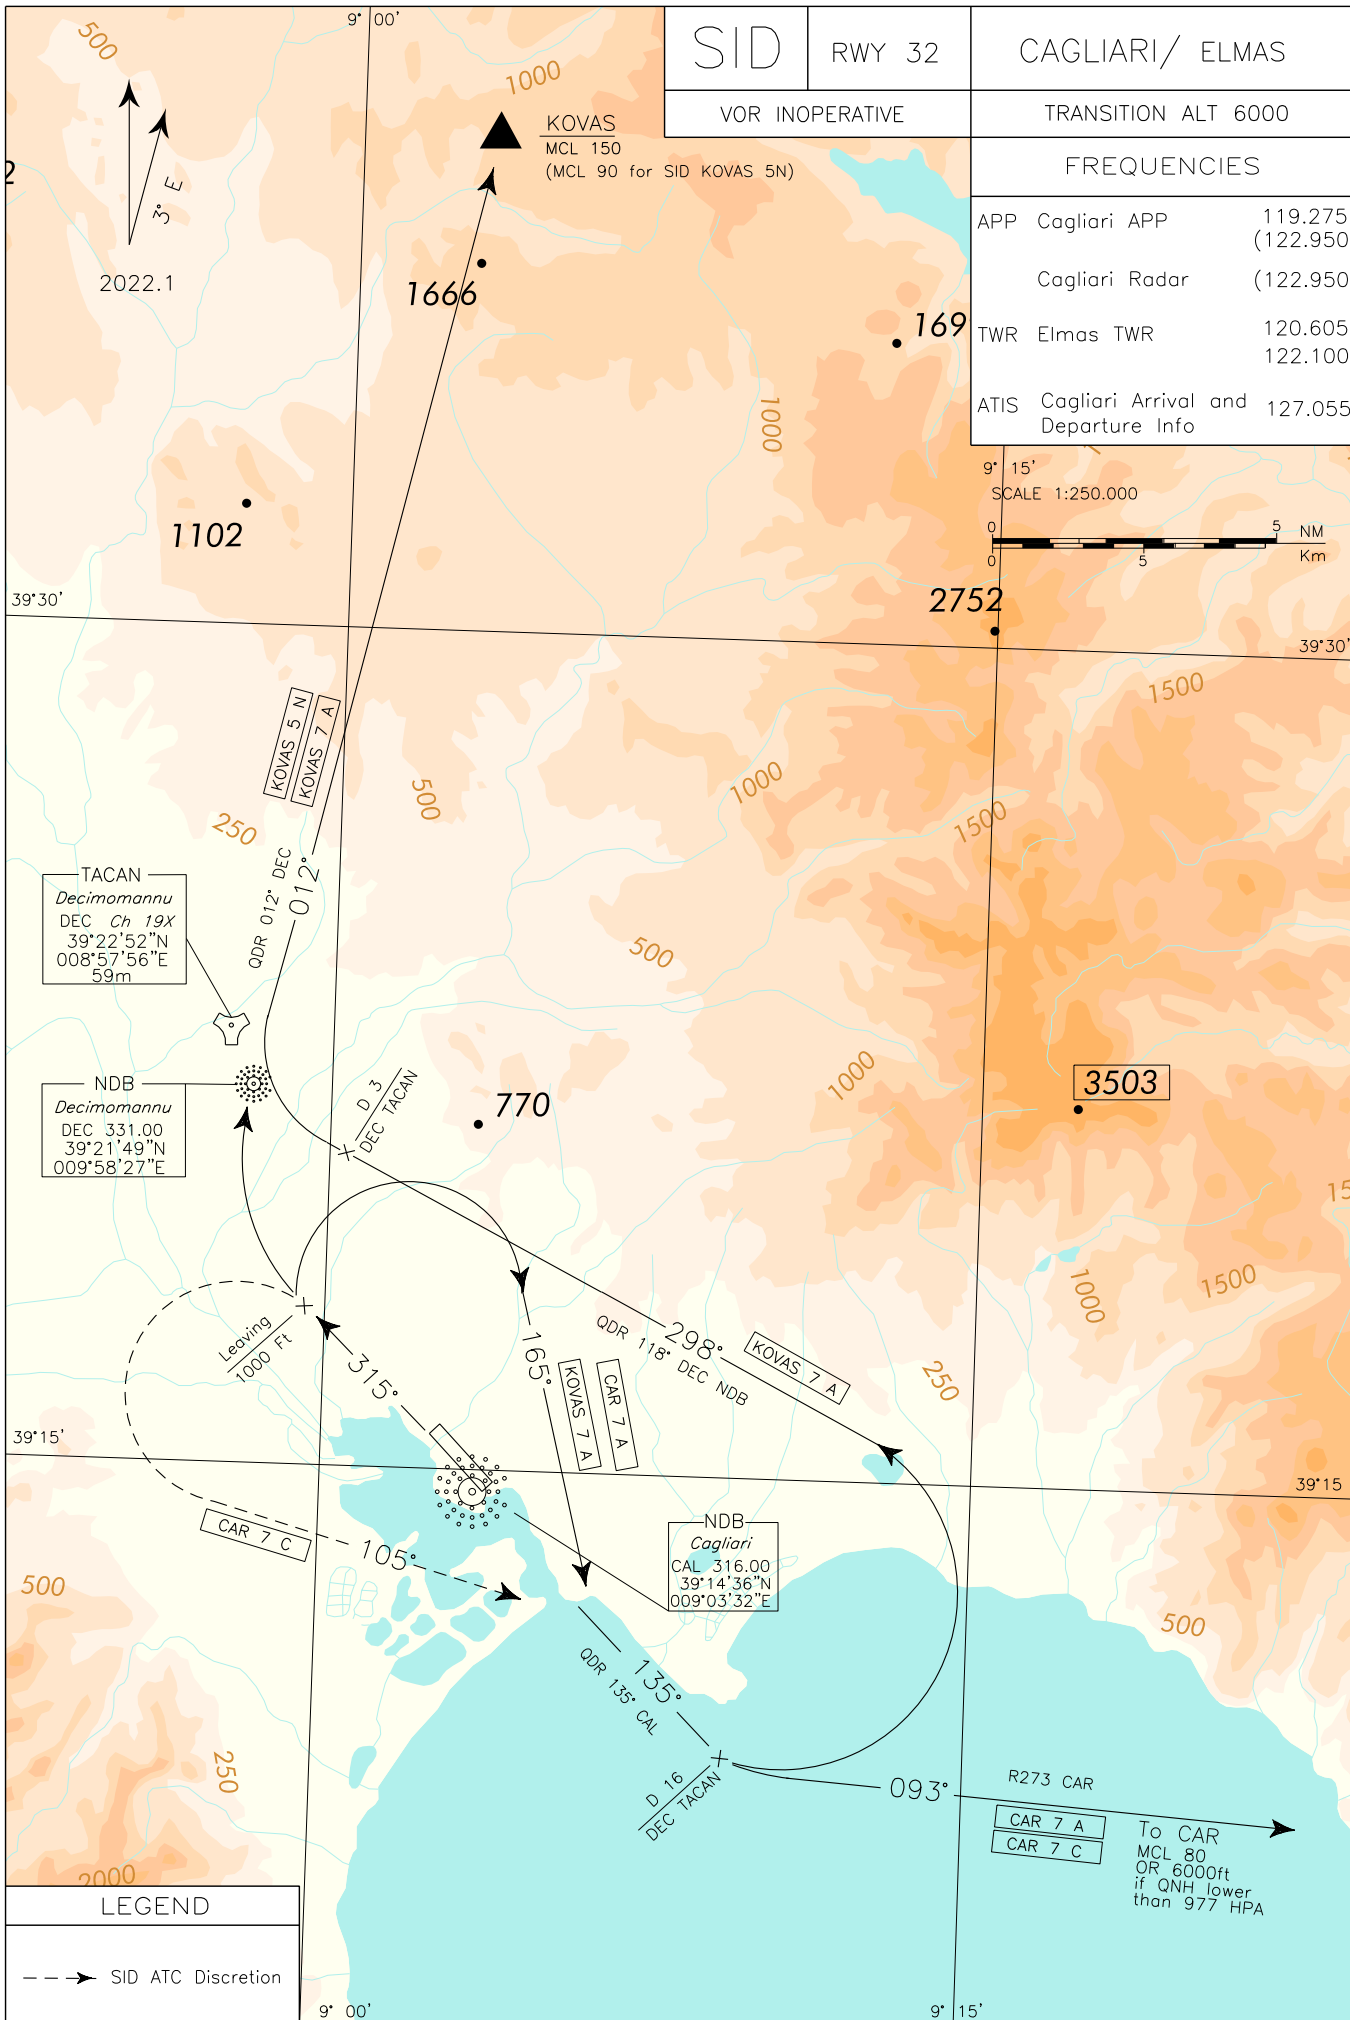 SID
RWY 32
CAGLIARI/ ELMAS
VOR INOPERATIVE
TRANSITION ALT 6000
FREQUENCIES
APP Cagliari APP 119.275
(122.950
Cagliari Radar (122.950
TWR Elmas TWR 120.605
122.100
ATIS Cagliari Arrival and 127.055
Departure Info
9° 00'
500
1000
KOVAS
MCL 150
(MCL 90 for SID KOVAS 5N)
2
3° E
2022.1
1666
169
1000
1102
9° 15'
SCALE 1:250.000
0 5 NM
0 5 Km
39°30'
2752
39°30'
1500
KOVAS 5 N
KOVAS 7 A
500
1000
1500
250
QDR 012° DEC
012°
TACAN
Decimomannu
DEC Ch 19X
39°22'52"N
008°57'56"E
59m
500
NDB
Decimomannu
DEC 331.00
39°21'49"N
009°58'27"E
D 3
DEC TACAN
770
1000
3503
15
1000
1500
Leaving
1000 Ft
315°
165°
KOVAS 7 A
CAR 7 A
298°
QDR 118° DEC NDB
KOVAS 7 A
250
39°15'
39°15
CAR 7 C
105°
NDB
Cagliari
CAL 316.00
39°14'36"N
009°03'32"E
500
500
135°
QDR 135° CAL
250
D 16
DEC TACAN
093°
R273 CAR
CAR 7 A
CAR 7 C
To CAR
MCL 80
OR 6000ft
if QNH lower
than 977 HPA
2000
LEGEND
SID ATC Discretion
9° 00'
9° 15'